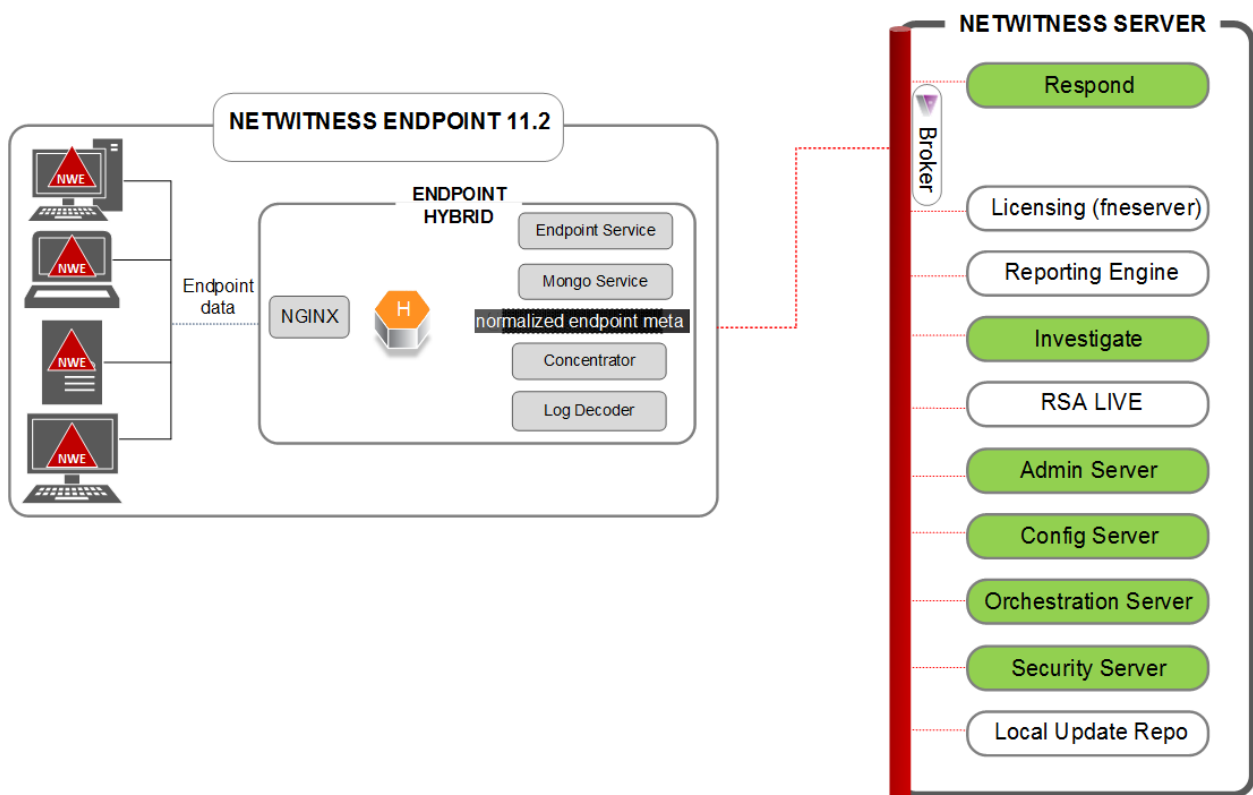 NETWITNESS ENDPOINT 11.2
NWE
NWE
NWE
NWE
Endpoint
data
ENDPOINT
HYBRID
NGINX
H
Endpoint Service
Mongo Service
normalized endpoint meta
Concentrator
Log Decoder
NETWITNESS SERVER
Broker
Respond
Licensing (fneserver)
Reporting Engine
Investigate
RSA LIVE
Admin Server
Config Server
Orchestration Server
Security Server
Local Update Repo